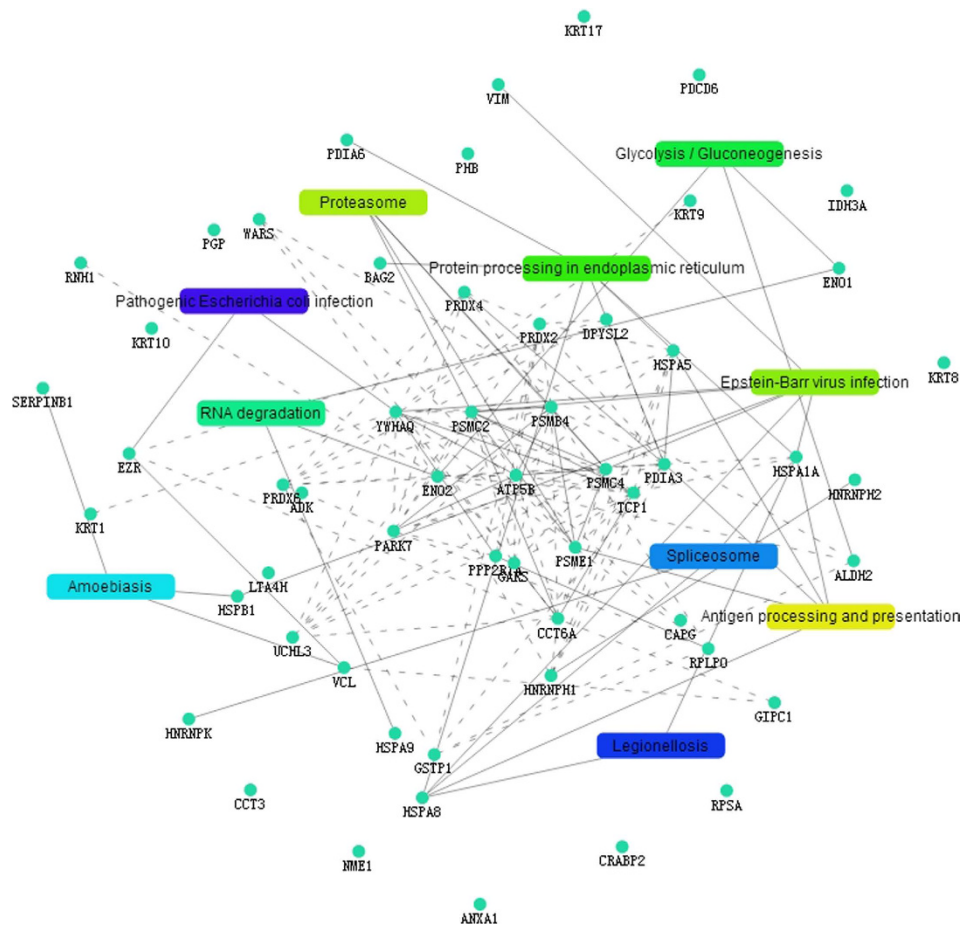 KRT17
PDCD6
VIM
PDIA6
PHB
Glycolysis / Gluconeogenesis
IDH3A
KRT9
Proteasome
WARS
PGP
RNH1
BAG2
Protein processing in endoplasmic reticulum
ENO1
Pathogenic Escherichia coli infection
PRDX4
KRT10
PRDX2
DPYSL2
HSPA5
KRT8
Epstein-Barr virus infection
SERPINB1
RNA degradation
YWHAQ
PSMC2
PSMB4
EZR
HSPA1A
HNRNPH2
PRDX6
ADK
ENO2
ATP5B
PSMC4
PDIA3
TCP1
KRT1
PARK7
PSME1
Spliceosome
ALDH2
PPP2R1A
GARS
Amoebiasis
LTA4H
HSPB1
Antigen processing and presentation
CCT6A
CAPG
UCHL3
RPLP0
VCL
HNRNPH1
GIPC1
HNRNPK
HSPA9
GSTP1
Legionellosis
CCT3
HSPA8
RPSA
NME1
CRABP2
ANXA1